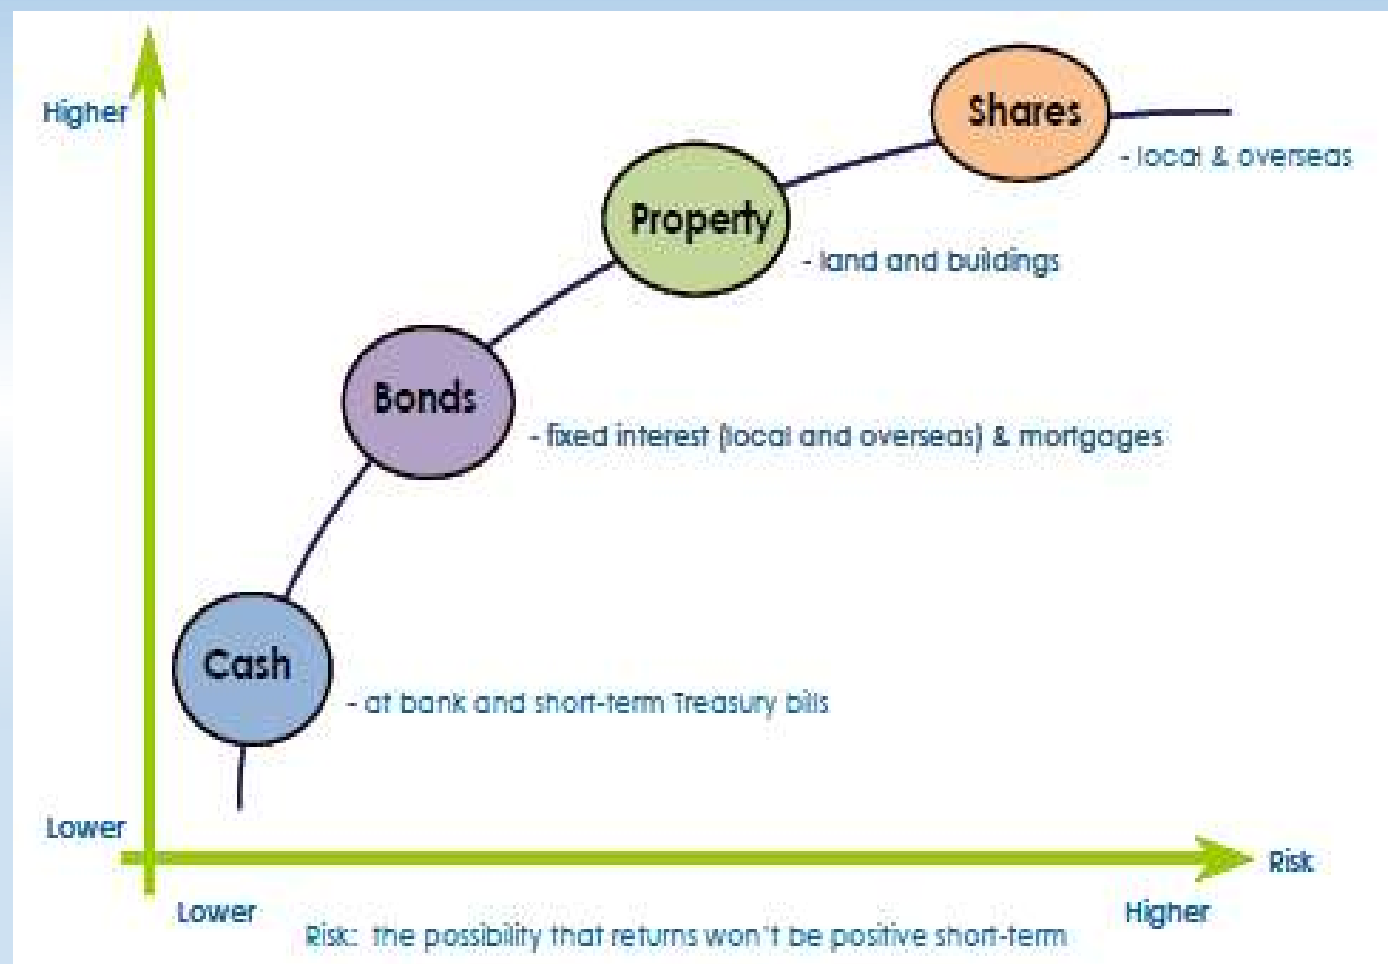 Higher
Shares
- local & overseas
Property
- land and buildings
Bonds
- fixed interest (local and overseas) & mortgages
Cash
- at bank and short-term Treasury bills
Lower
Risk
Lower
Higher
Risk: the possibility that returns won't be positive short-term